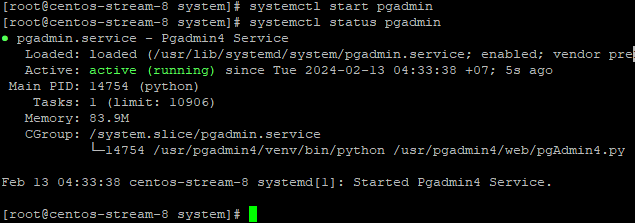 [root@centos-stream-8 system]# systemctl start pgadmin
[root@centos-stream-8 system]# systemctl status pgadmin
● pgadmin.service - Pgadmin4 Service
   Loaded: loaded (/usr/lib/systemd/system/pgadmin.service; enabled; vendor pre
   Active: active (running) since Tue 2024-02-13 04:33:38 +07; 5s ago
 Main PID: 14754 (python)
    Tasks: 1 (limit: 10906)
   Memory: 83.9M
   CGroup: /system.slice/pgadmin.service
           └─14754 /usr/pgadmin4/venv/bin/python /usr/pgadmin4/web/pgAdmin4.py
Feb 13 04:33:38 centos-stream-8 systemd[1]: Started Pgadmin4 Service.
[root@centos-stream-8 system]#